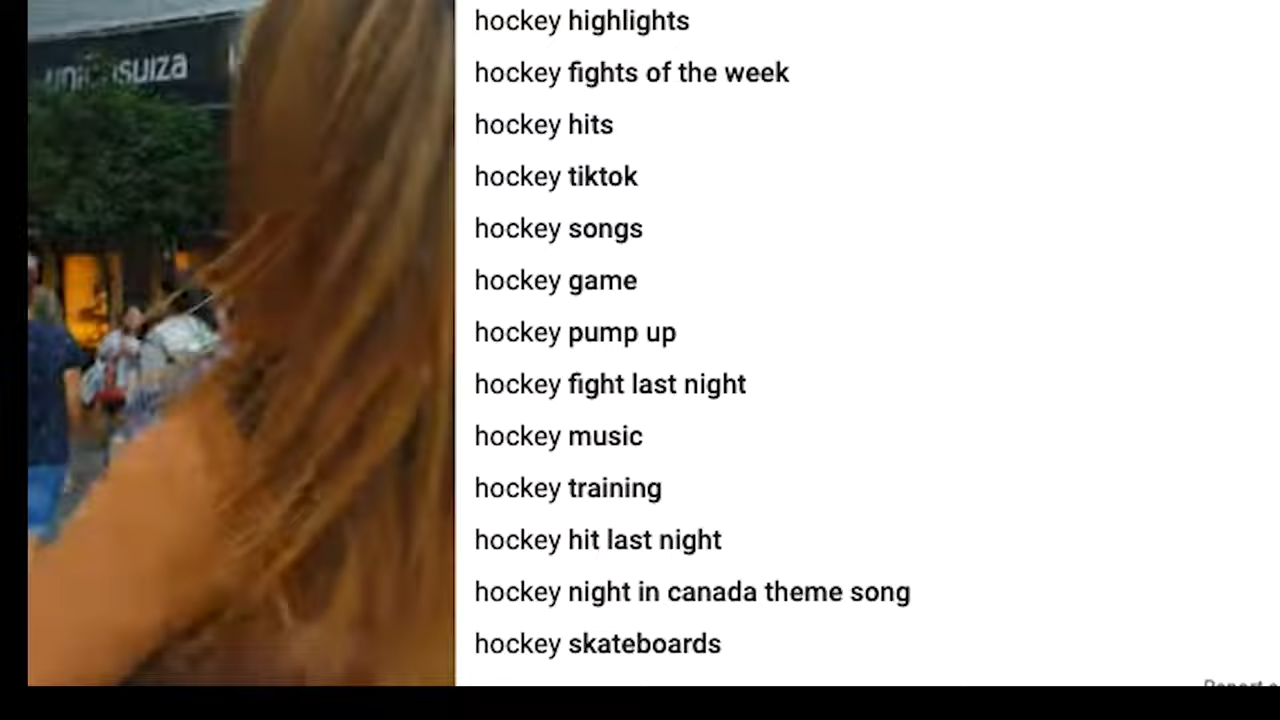 suiza
hockey highlights
hockey fights of the week
hockey hits
hockey tiktok
hockey songs
hockey game
hockey pump up
hockey fight last night
hockey music
hockey training
hockey hit last night
hockey night in canada theme song
hockey skateboards